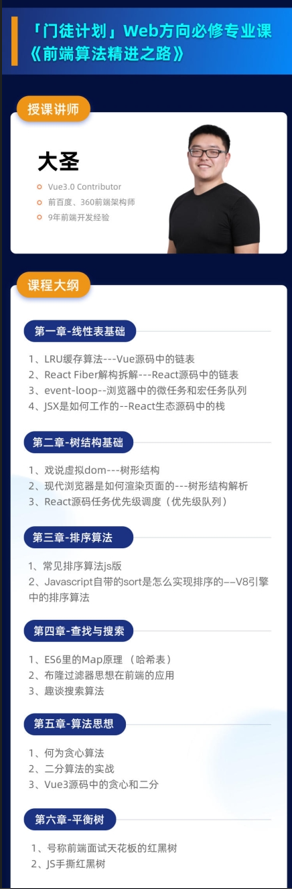 「门徒计划」Web方向必修专业课
《前端算法精进之路》
授课讲师
大圣
Vue3.0 Contributor
前百度、360前端架构师
9年前端开发经验
课程大纲
第一章-线性表基础
1、LRU缓存算法---Vue源码中的链表
2、React Fiber解构拆解---React源码中的链表
3、event-loop--浏览器中的微任务和宏任务队列
4、JSX是如何工作的--React生态源码中的栈
第二章-树结构基础
1、戏说虚拟dom---树形结构
2、现代浏览器是如何渲染页面的---树形结构解析
3、React源码任务优先级调度（优先级队列）
第三章-排序算法
1、常见排序算法js版
2、Javascript自带的sort是怎么实现排序的——V8引擎
中的排序算法
第四章-查找与搜索
1、ES6里的Map原理 （哈希表）
2、布隆过滤器思想在前端的应用
3、趣谈搜索算法
第五章-算法思想
1、何为贪心算法
2、二分算法的实战
3、Vue3源码中的贪心和二分
第六章-平衡树
1、号称前端面试天花板的红黑树
2、JS手撕红黑树